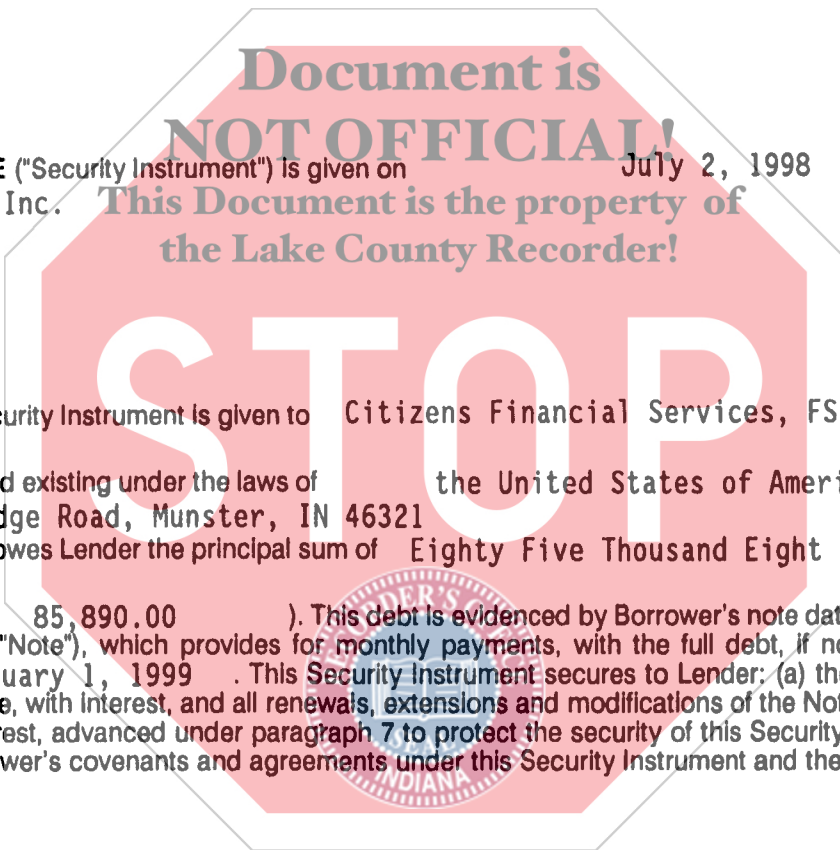 Document is
NOT OFFICIAL!
("Security Instrument") is given on July 2, 1998
Inc.
This Document is the property of
the Lake County Recorder!
STOP
urity Instrument is given to Citizens Financial Services, FS
d existing under the laws of the United States of Ameri
dge Road, Munster, IN 46321
owes Lender the principal sum of Eighty Five Thousand Eight
85,890.00 ). This debt is evidenced by Borrower's note dat
"Note"), which provides for monthly payments, with the full debt, if no
uary 1, 1999 . This Security Instrument secures to Lender: (a) th
e, with interest, and all renewals, extensions and modifications of the No
rest, advanced under paragraph 7 to protect the security of this Security
wer's covenants and agreements under this Security Instrument and the
RECORDER'S OFFICE
SEAL
INDIANA